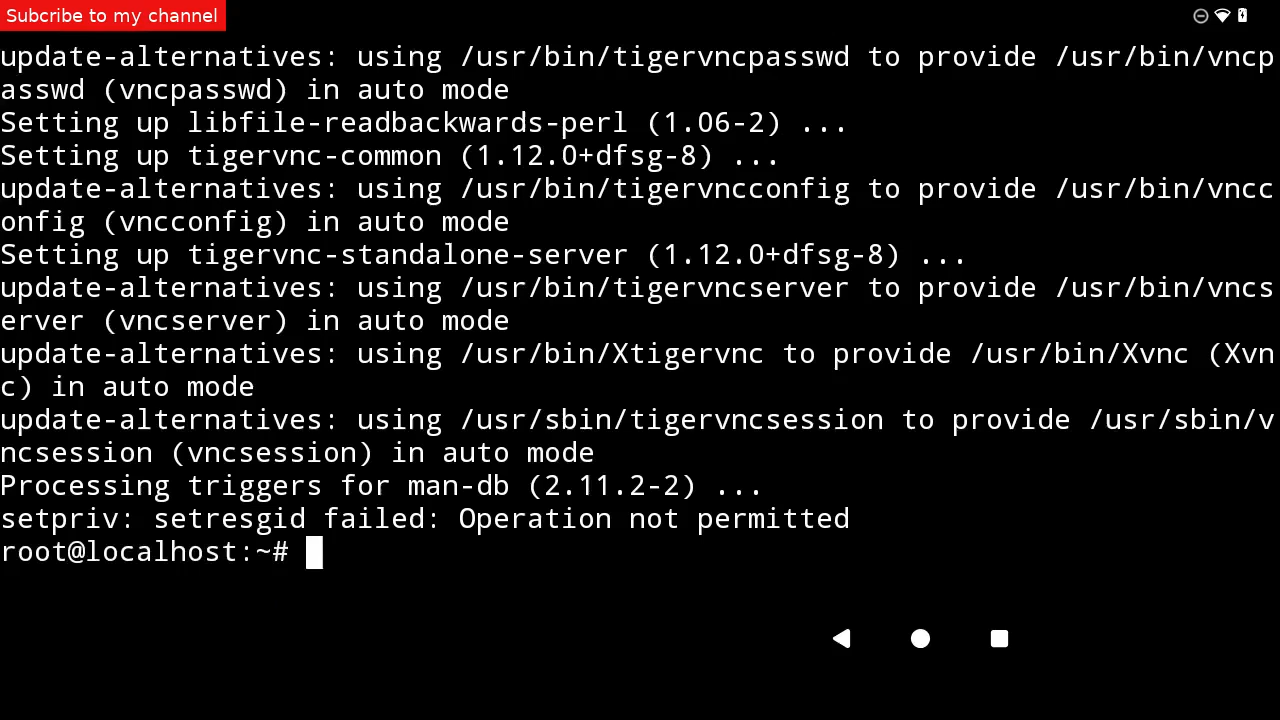 Subcribe to my channel
update-alternatives: using /usr/bin/tigervncpasswd to provide /usr/bin/vncp
asswd (vncpasswd) in auto mode
Setting up libfile-readbackwards-perl (1.06-2) ...
Setting up tigervnc-common (1.12.0+dfsg-8) ...
update-alternatives: using /usr/bin/tigervncconfig to provide /usr/bin/vncc
onfig (vncconfig) in auto mode
Setting up tigervnc-standalone-server (1.12.0+dfsg-8) ...
update-alternatives: using /usr/bin/tigervncserver to provide /usr/bin/vncs
erver (vncserver) in auto mode
update-alternatives: using /usr/bin/Xtigervnc to provide /usr/bin/Xvnc (Xvn
c) in auto mode
update-alternatives: using /usr/sbin/tigervncsession to provide /usr/sbin/v
ncsession (vncsession) in auto mode
Processing triggers for man-db (2.11.2-2) ...
setpriv: setresgid failed: Operation not permitted
root@localhost:~#